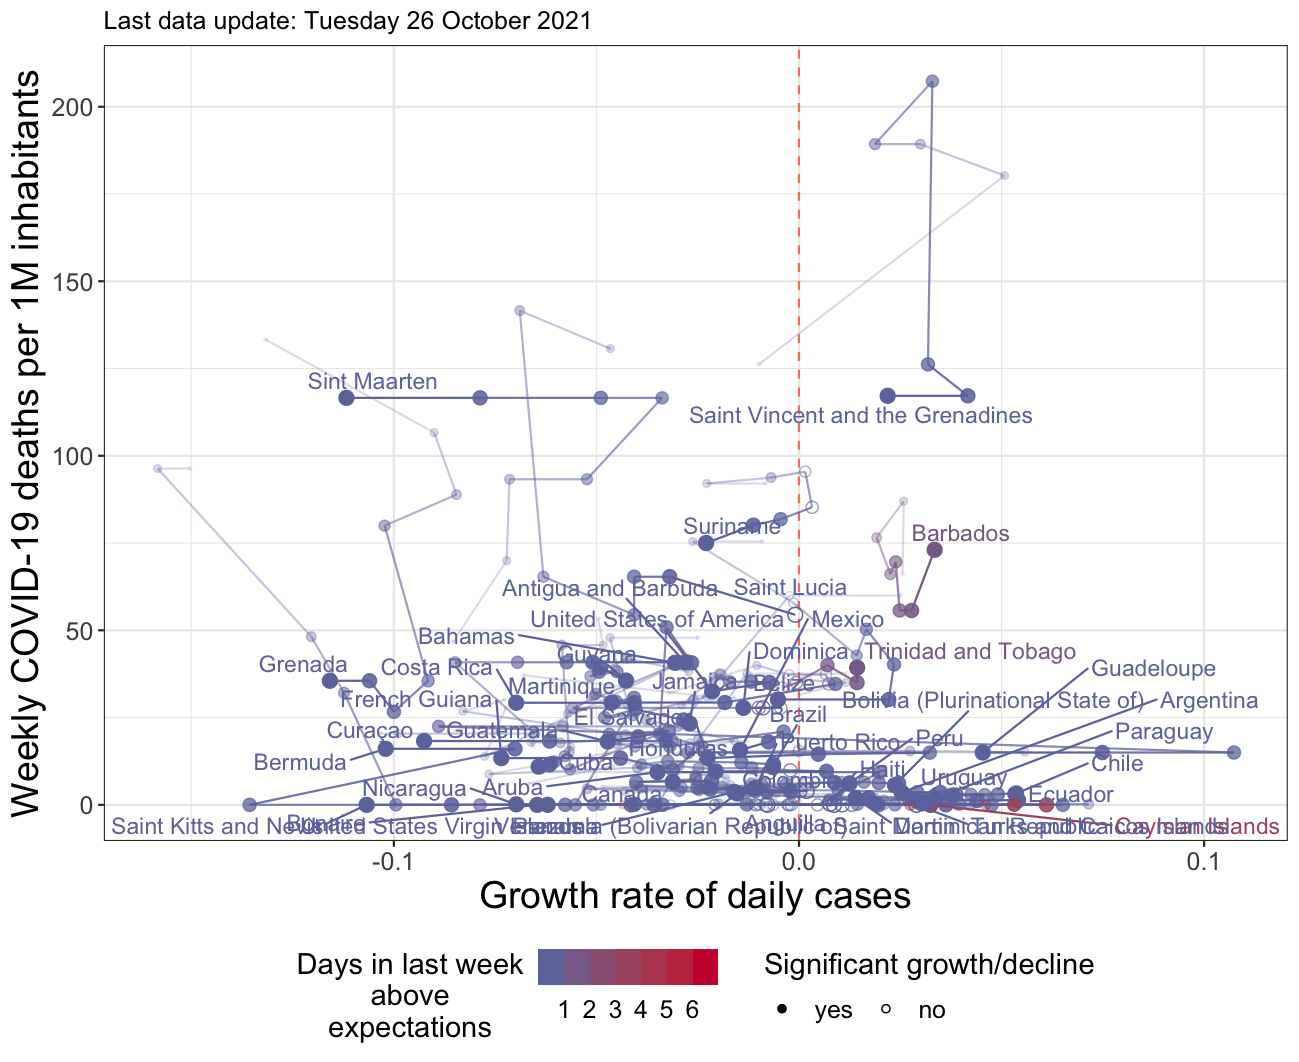 Last data update: Tuesday 26 October 2021
Weekly COVID-19 deaths per 1M inhabitants
200
150
100
50
0
Sint Maarten
Saint Vincent and the Grenadines
Suriname
Barbados
Antigua and Barbuda
Saint Lucia
United States of America
Mexico
Bahamas
Guyana
Dominica
Trinidad and Tobago
Grenada
Costa Rica
Guadeloupe
Martinique
Jamaica
Belize
French Guiana
Bolivia (Plurinational State of)
Argentina
El Salvador
Brazil
Curaçao
Guatemala
Paraguay
Honduras
Puerto Rico
Peru
Bermuda
Cuba
Haiti
Chile
Nicaragua
Aruba
Canada
Colombia
Uruguay
Ecuador
Bonaire
Saint Kitts and Nevis
United States Virgin Islands
Venezuela (Bolivarian Republic of)
Panama
Anguilla
Saint Martin
Dominican Republic
Turks and Caicos Islands
Cayman Islands
-0.1
0.0
0.1
Growth rate of daily cases
Days in last week
above
expectations
1 2 3 4 5 6
Significant growth/decline
yes
no